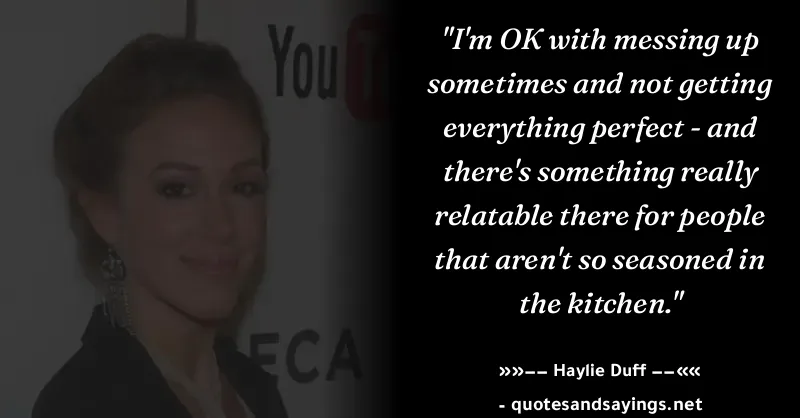 YouT
ECA
"I'm OK with messing up
sometimes and not getting
everything perfect - and
there's something really
relatable there for people
that aren't so seasoned in
the kitchen."
»»–– Haylie Duff ––««
- quotesandsayings.net